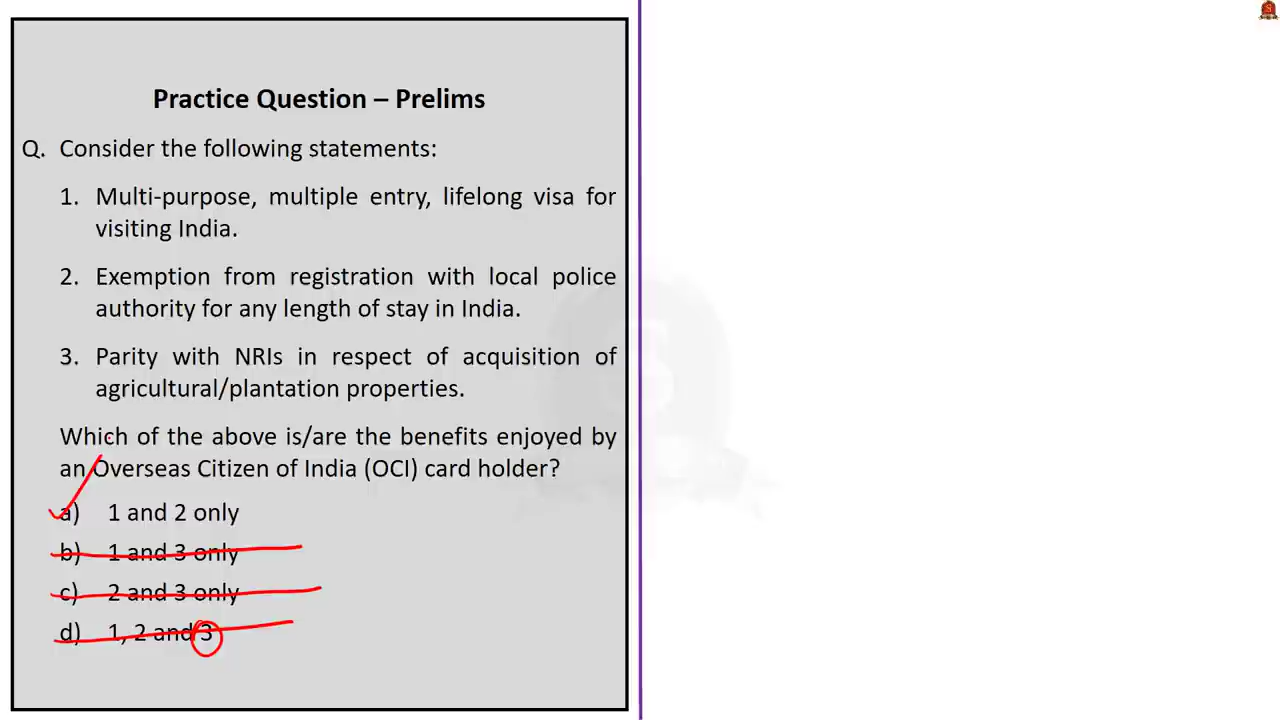 Practice Question – Prelims
Q. Consider the following statements:
1. Multi-purpose, multiple entry, lifelong visa for
visiting India.
2. Exemption from registration with local police
authority for any length of stay in India.
3. Parity with NRIs in respect of acquisition of
agricultural/plantation properties.
Which of the above is/are the benefits enjoyed by
an Overseas Citizen of India (OCI) card holder?
a) 1 and 2 only
b) 1 and 3 only
c) 2 and 3 only
d) 1, 2 and 3